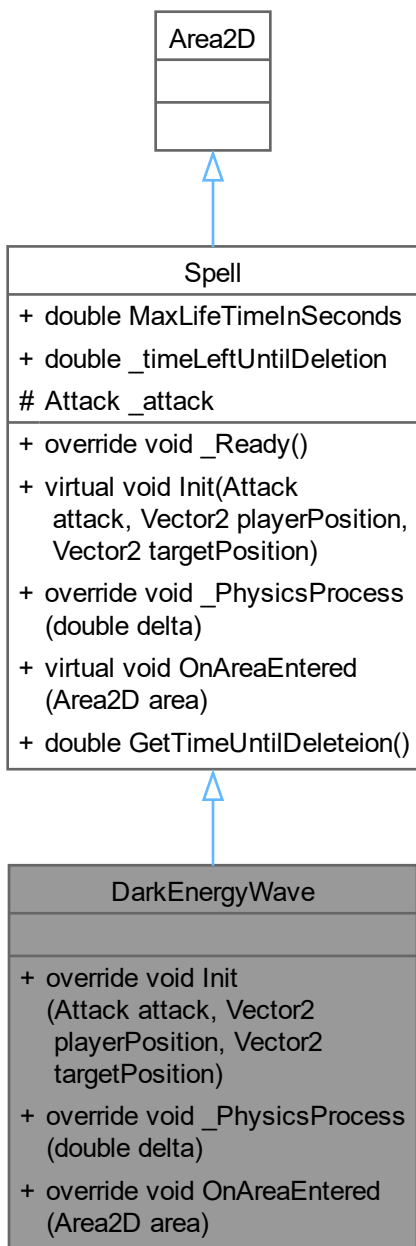 Area2D
Spell
+ double MaxLifeTimeInSeconds
+ double _timeLeftUntilDeletion
# Attack _attack
+ override void _Ready()
+ virtual void Init(Attack
attack, Vector2 playerPosition,
Vector2 targetPosition)
+ override void _PhysicsProcess
(double delta)
+ virtual void OnAreaEntered
(Area2D area)
+ double GetTimeUntilDeleteion()
DarkEnergyWave
+ override void Init
(Attack attack, Vector2
playerPosition, Vector2
targetPosition)
+ override void _PhysicsProcess
(double delta)
+ override void OnAreaEntered
(Area2D area)